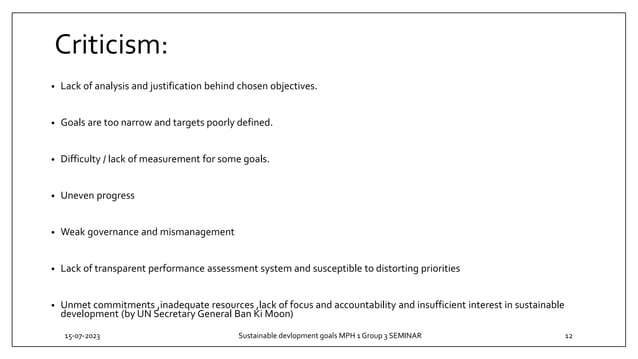 Criticism:
• Lack of analysis and justification behind chosen objectives.
• Goals are too narrow and targets poorly defined.
• Difficulty / lack of measurement for some goals.
• Uneven progress
• Weak governance and mismanagement
• Lack of transparent performance assessment system and susceptible to distorting priorities
• Unmet commitments ,inadequate resources ,lack of focus and accountability and insufficient interest in sustainable
development (by UN Secretary General Ban Ki Moon)
15-07-2023 Sustainable devlopment goals MPH 1 Group 3 SEMINAR 12